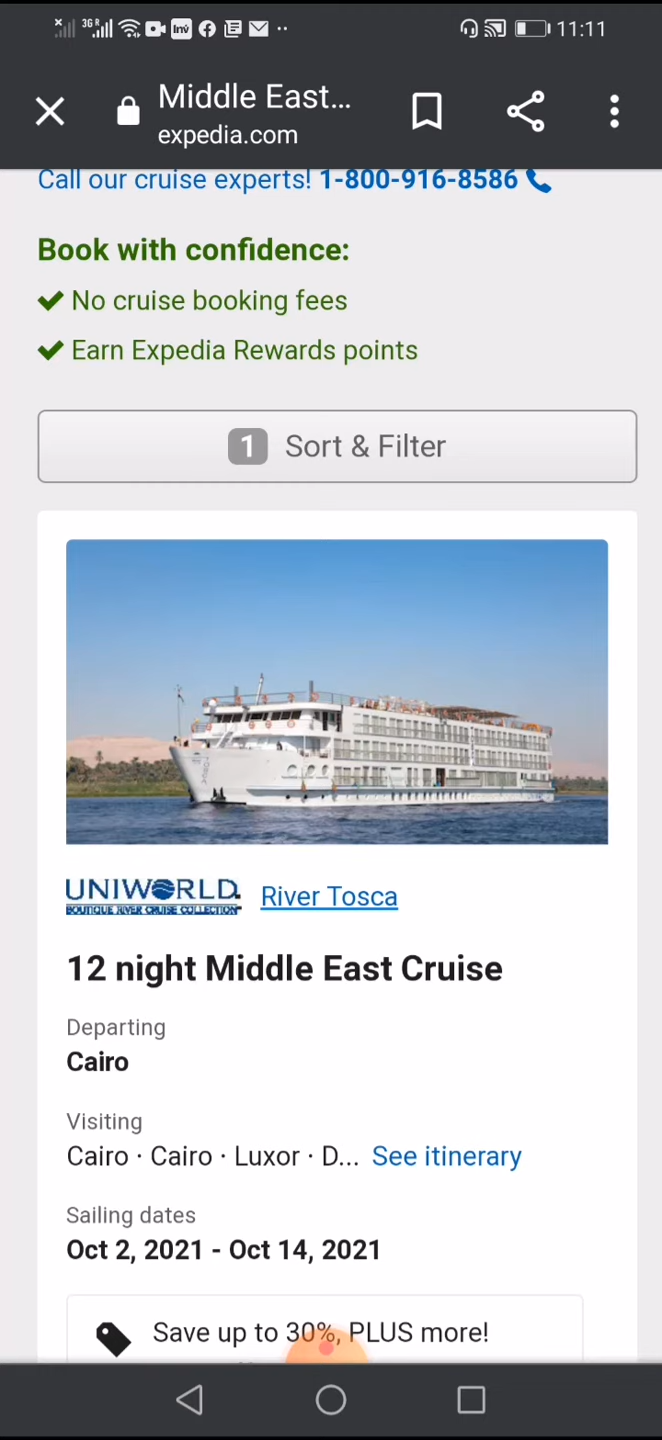 3G R
Inv
11:11
Middle East...
expedia.com
Call our cruise experts! 1-800-916-8586
Book with confidence:
No cruise booking fees
Earn Expedia Rewards points
1 Sort & Filter
UNIWORLD. River Tosca
BOUTIQUE RIVER CRUISE COLLECTION
12 night Middle East Cruise
Departing
Cairo
Visiting
Cairo · Cairo · Luxor · D... See itinerary
Sailing dates
Oct 2, 2021 - Oct 14, 2021
Save up to 30%, PLUS more!